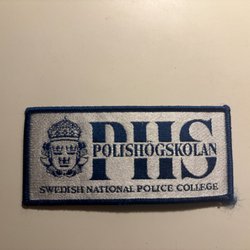 PHS
POLISHÖGSKOLAN
SWEDISH NATIONAL POLICE COLLEGE